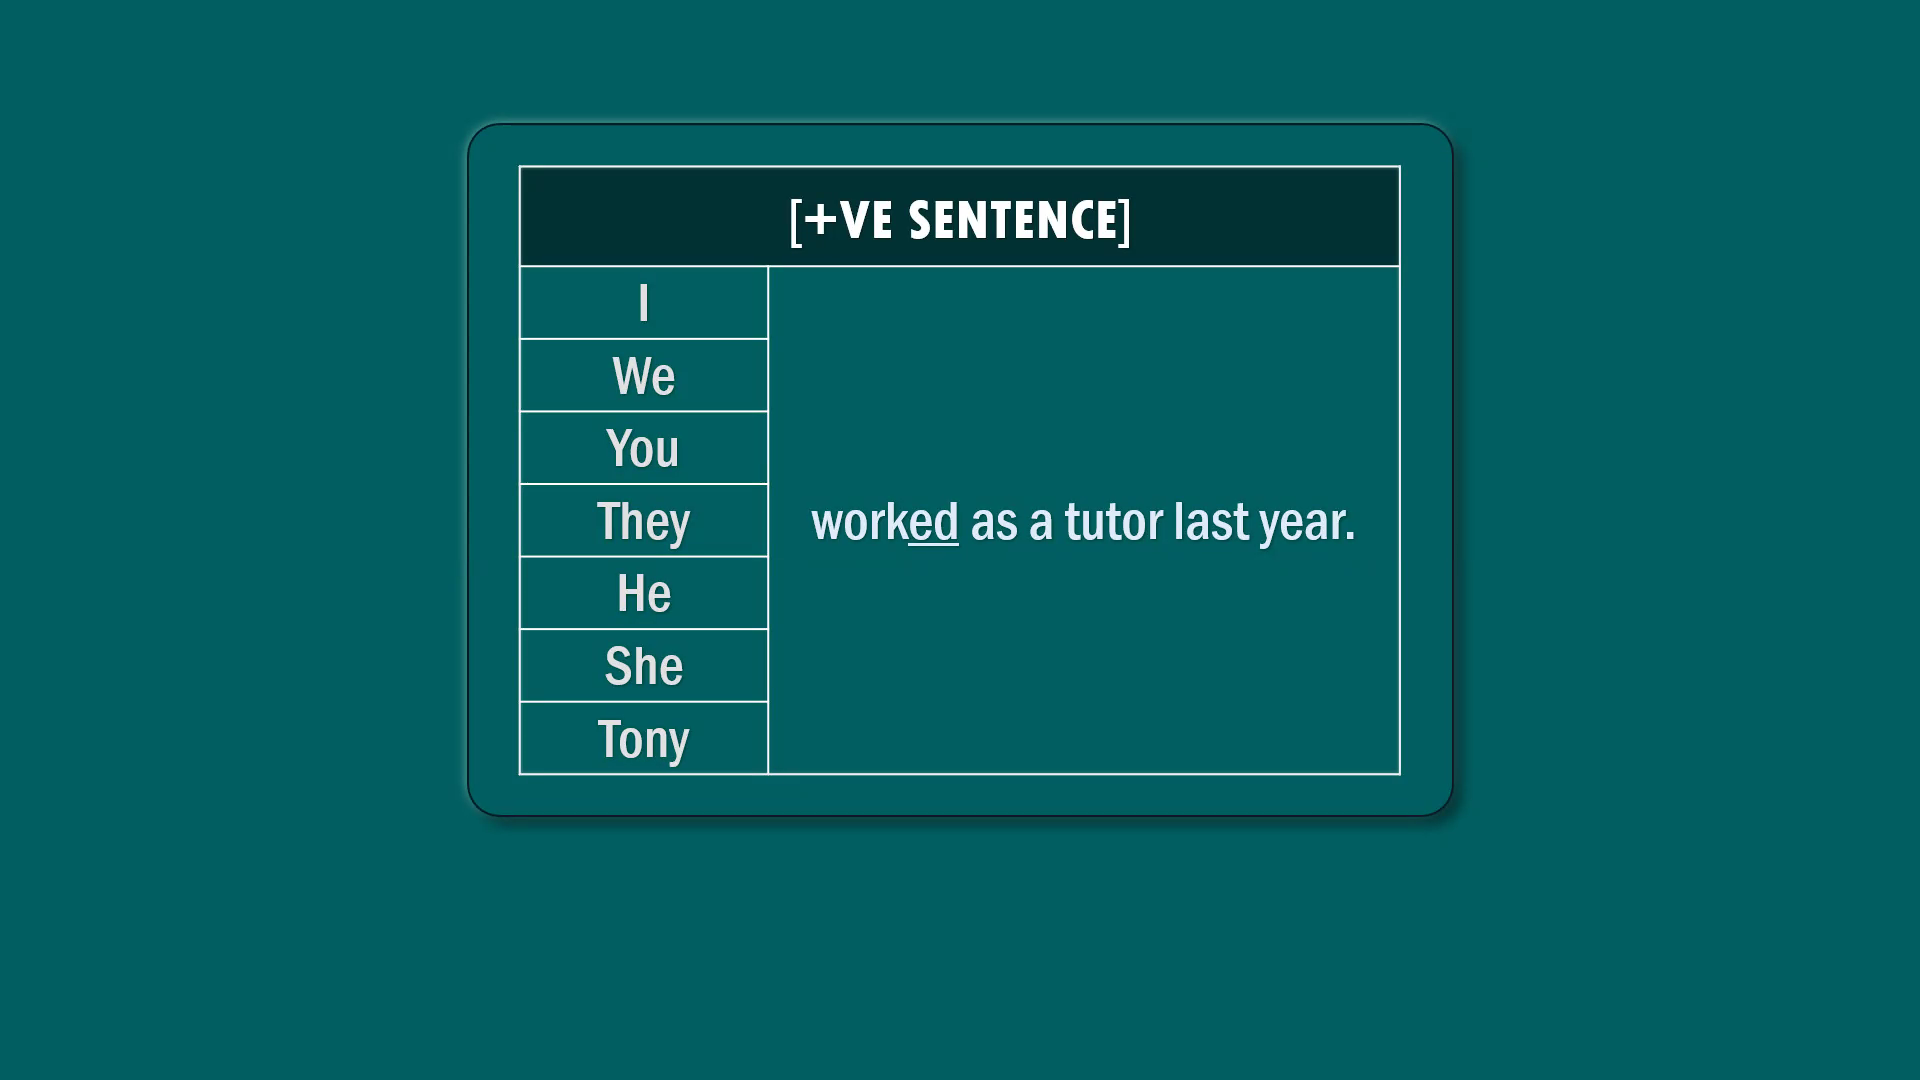 [+VE SENTENCE]
I
We
You
They
He
She
Tony
worked as a tutor last year.